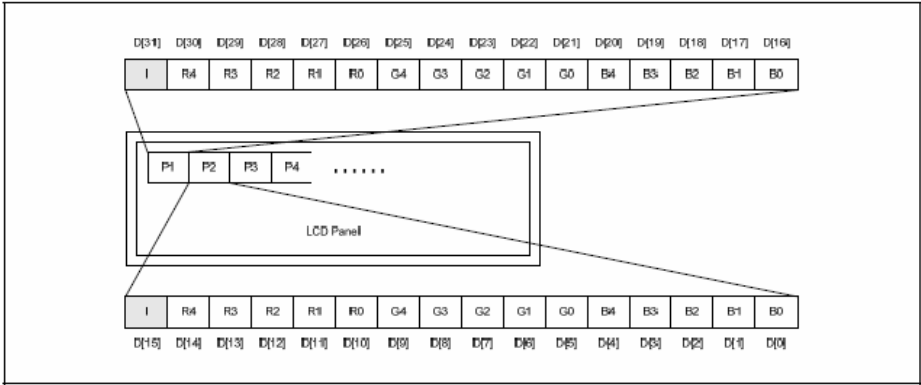 D[31] D[30] D[29] D[28] D[27] D[26] D[25] D[24] D[23] D[22] D[21] D[20] D[19] D[18] D[17] D[16]
I R4 R3 R2 R1 R0 G4 G3 G2 G1 G0 B4 B3 B2 B1 B0
P1 P2 P3 P4 ......
LCD Panel
I R4 R3 R2 R1 R0 G4 G3 G2 G1 G0 B4 B3 B2 B1 B0
D[15] D[14] D[13] D[12] D[11] D[10] D[9] D[8] D[7] D[6] D[5] D[4] D[3] D[2] D[1] D[0]